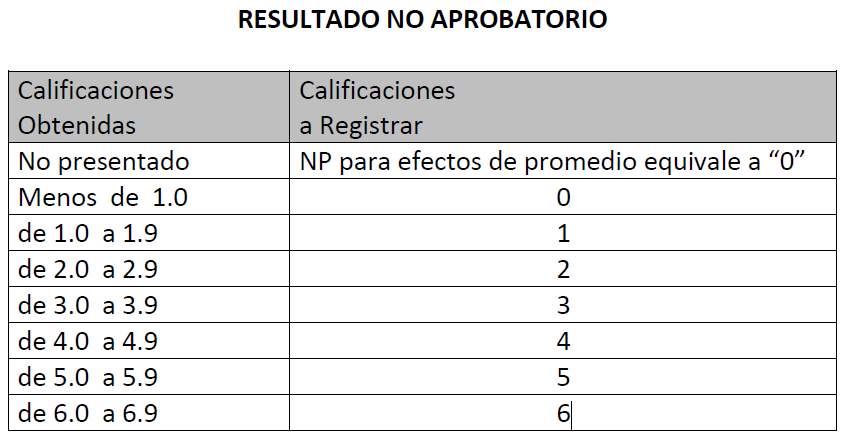 RESULTADO NO APROBATORIO
Calificaciones Obtenidas
Calificaciones a Registrar
No presentado NP para efectos de promedio equivale a “0”
Menos de 1.0 0
de 1.0 a 1.9 1
de 2.0 a 2.9 2
de 3.0 a 3.9 3
de 4.0 a 4.9 4
de 5.0 a 5.9 5
de 6.0 a 6.9 6